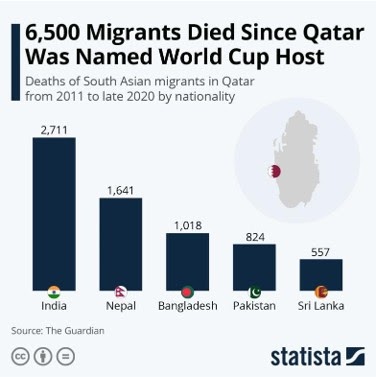 6,500 Migrants Died Since Qatar
Was Named World Cup Host
Deaths of South Asian migrants in Qatar
from 2011 to late 2020 by nationality
2,711
1,641
1,018
824
557
India
Nepal
Bangladesh
Pakistan
Sri Lanka
Source: The Guardian
cc
statista